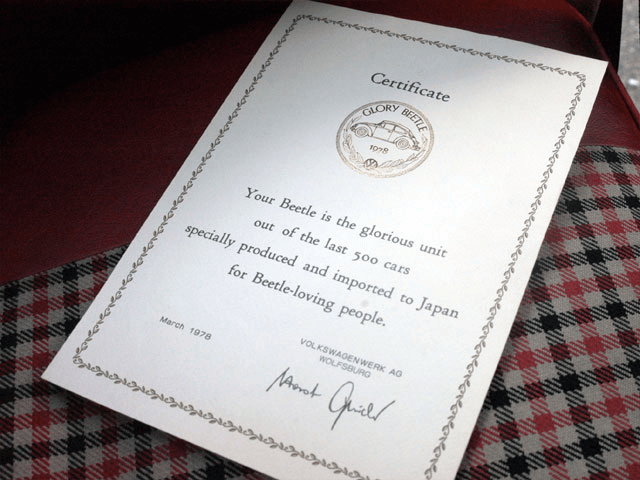 Certificate
GLORY BEETLE
1978
Your Beetle is the glorious unit
out of the last 500 cars
specially produced and imported to Japan
for Beetle-loving people.
March 1978
VOLKSWAGENWERK AG
WOLFSBURG